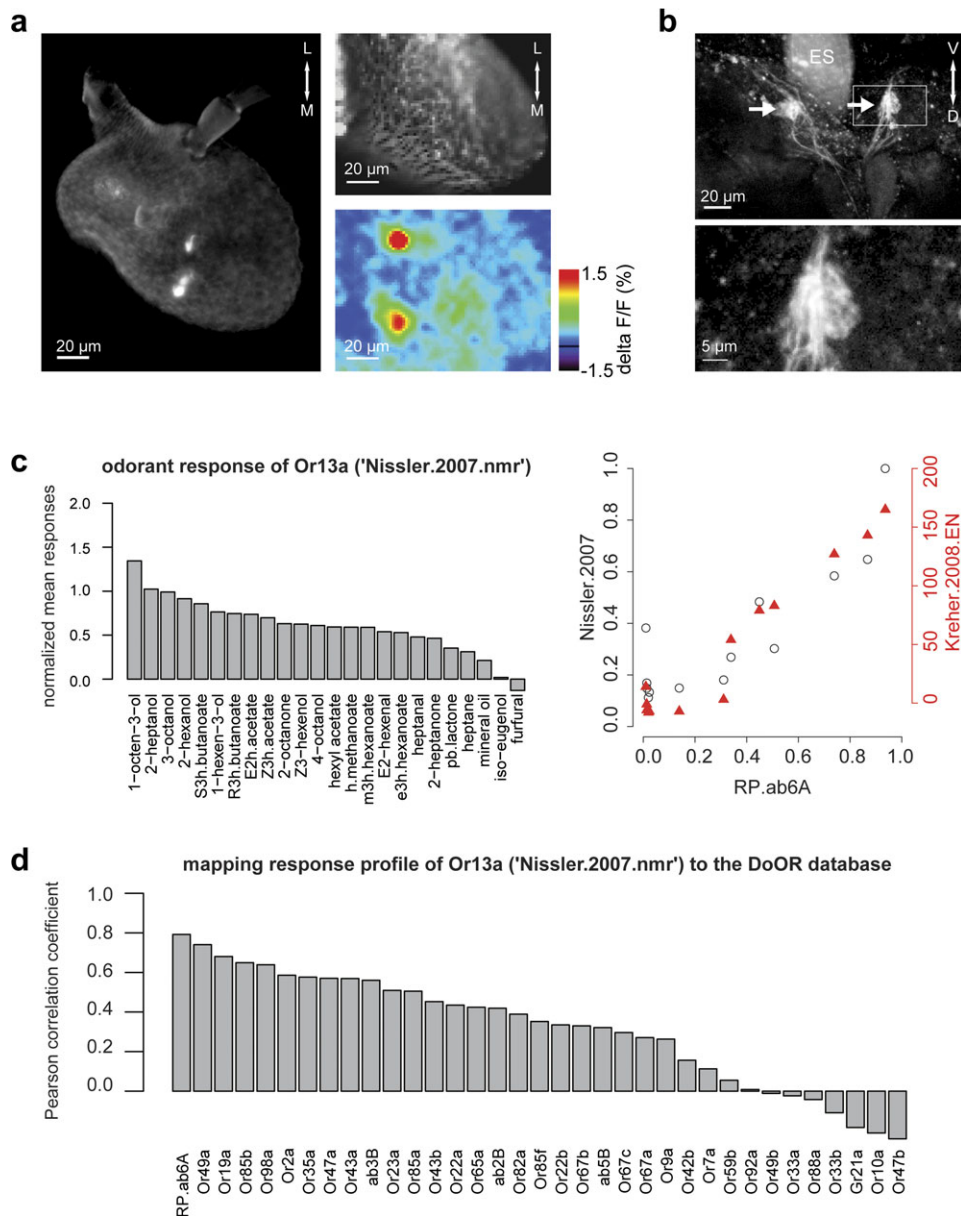 a
L
M
20 µm
L
M
20 µm
20 µm
1.5
-1.5
delta F/F (%)
b
ES
V
D
20 µm
5 µm
c
odorant response of Or13a ('Nissler.2007.nmr')
normalized mean responses
2.0
1.5
1.0
0.5
0.0
1-octen-3-ol
2-heptanol
3-octanol
2-hexanol
S3h.butanoate
1-hexen-3-ol
R3h.butanoate
E2h.acetate
Z3h.acetate
2-octanone
Z3-hexenol
4-octanol
hexyl acetate
h.methanoate
m3h.hexanoate
E2-hexenal
e3h.hexanoate
heptanal
2-heptanone
pb.lactone
heptane
mineral oil
iso-eugenol
furfural
Nissler.2007
1.0
0.8
0.6
0.4
0.2
0.0
0.0 0.2 0.4 0.6 0.8 1.0
RP.ab6A
200
150
100
50
0
Kreher.2008.EN
d
mapping response profile of Or13a ('Nissler.2007.nmr') to the DoOR database
Pearson correlation coefficient
1.0
0.8
0.6
0.4
0.2
0.0
RP.ab6A
Or49a
Or19a
Or85b
Or98a
Or2a
Or35a
Or47a
Or43a
ab3B
Or23a
Or85a
Or43b
Or22a
Or65a
ab2B
Or82a
Or85f
Or22b
Or67b
ab5B
Or67c
Or67a
Or9a
Or42b
Or7a
Or59b
Or92a
Or49b
Or33a
Or88a
Or33b
Gr21a
Or10a
Or47b